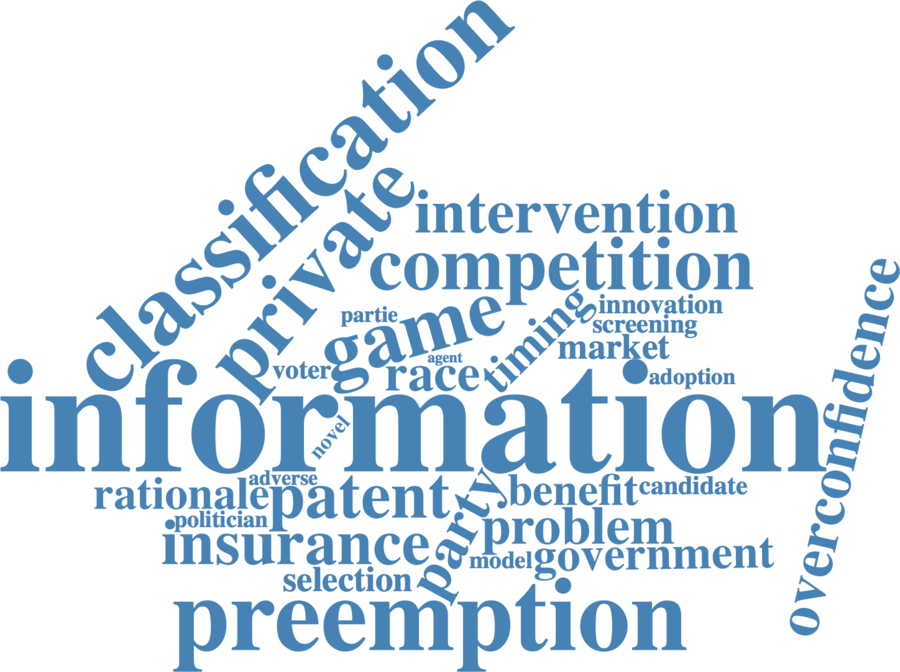 classification
private
intervention
competition
innovation
partie
game
timing
screening
market
agent
voter
race
adoption
overconfidence
information
novel
adverse
rationale
patent
party
benefit
candidate
politician
problem
insurance
model
government
selection
preemption